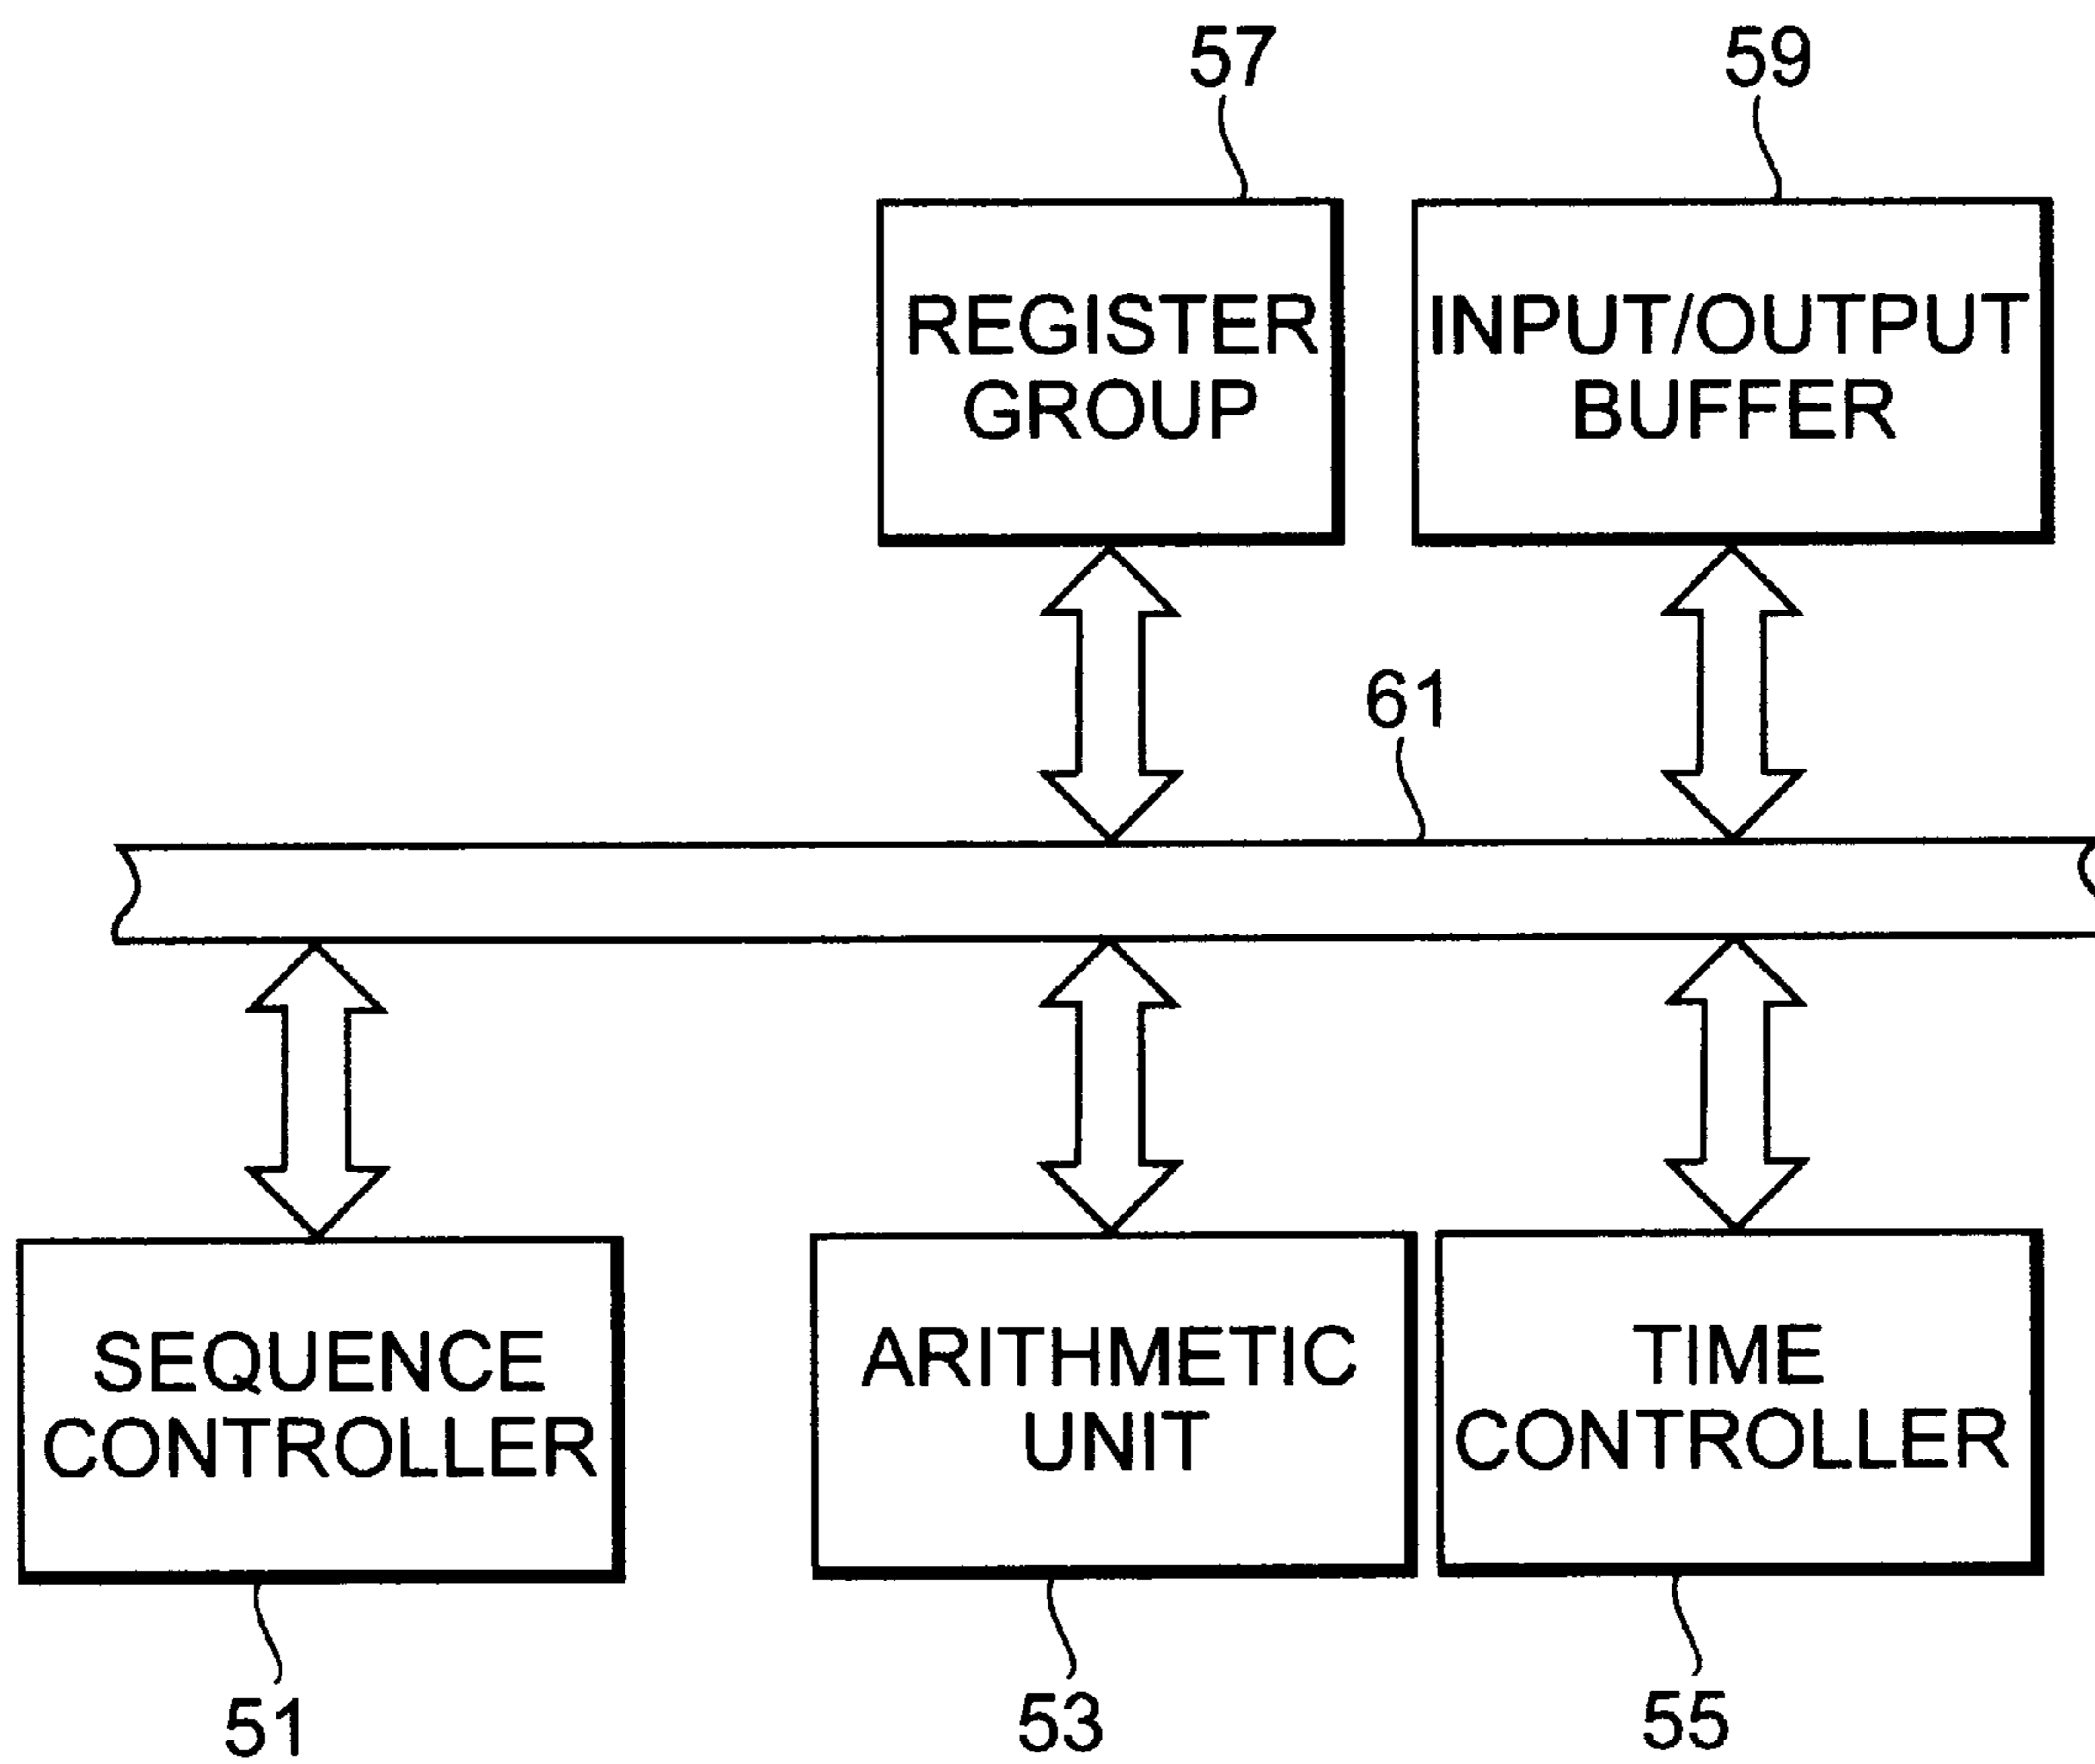 57
59
REGISTER
GROUP
INPUT/OUTPUT
BUFFER
61
SEQUENCE
CONTROLLER
ARITHMETIC
UNIT
TIME
CONTROLLER
51
53
55